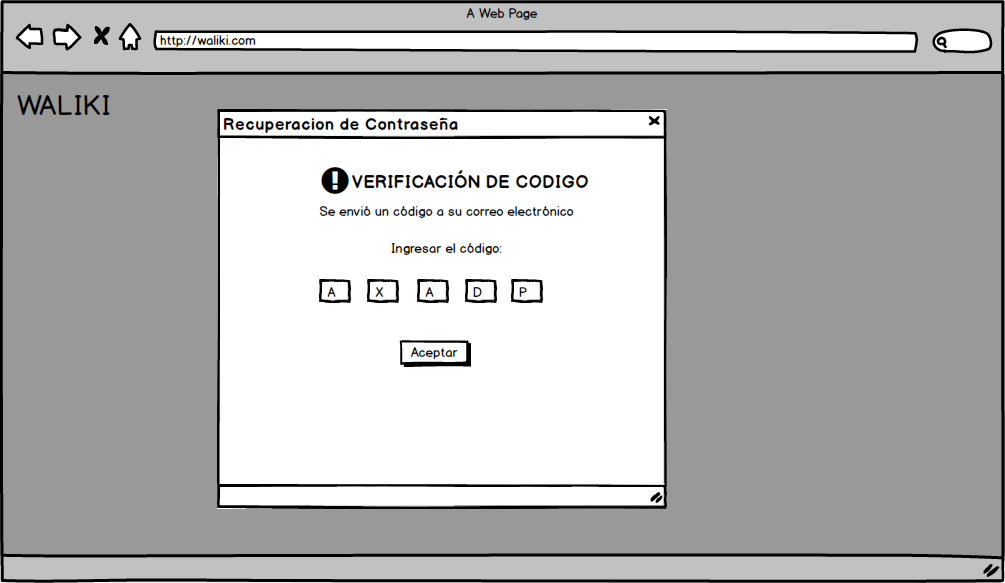 A Web Page
http://waliki.com
WALIKI
Recuperacion de Contraseña
VERIFICACIÓN DE CODIGO
Se envió un código a su correo electrónico
Ingresar el código:
A X A D P
Aceptar